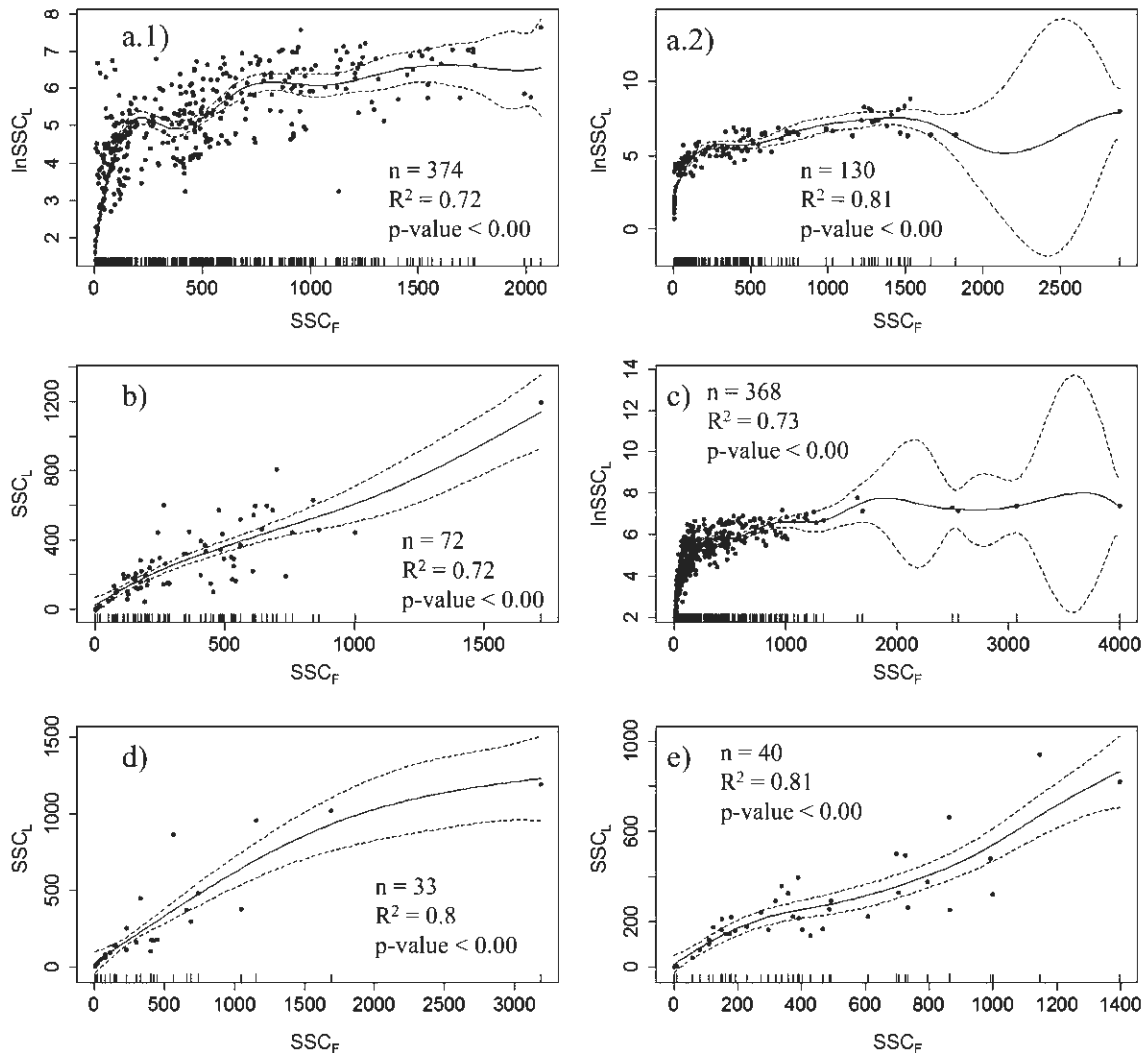 a.1)
lnSSC_L
8
7
6
5
4
3
2
n = 374
R² = 0.72
p-value < 0.00
0 500 1000 1500 2000
SSC_F
a.2)
lnSSC_L
10
5
0
n = 130
R² = 0.81
p-value < 0.00
0 500 1000 1500 2000 2500
SSC_F
b)
SSC_L
1200
800
400
0
n = 72
R² = 0.72
p-value < 0.00
0 500 1000 1500
SSC_F
c)
lnSSC_L
14
12
10
8
6
4
2
n = 368
R² = 0.73
p-value < 0.00
0 1000 2000 3000 4000
SSC_F
d)
SSC_L
1500
1000
500
0
n = 33
R² = 0.8
p-value < 0.00
0 500 1000 1500 2000 2500 3000
SSC_F
e)
SSC_L
1000
600
200
0
n = 40
R² = 0.81
p-value < 0.00
0 200 400 600 800 1000 1200 1400
SSC_F